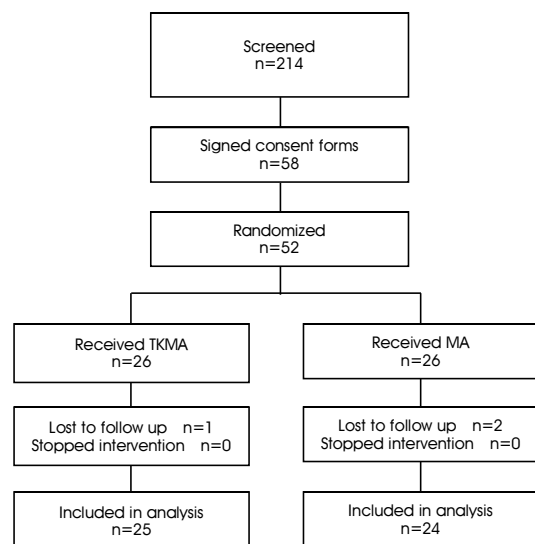 Screened
n=214
Signed consent forms
n=58
Randomized
n=52
Received TKMA
n=26
Received MA
n=26
Lost to follow up n=1
Stopped intervention n=0
Lost to follow up n=2
Stopped intervention n=0
Included in analysis
n=25
Included in analysis
n=24